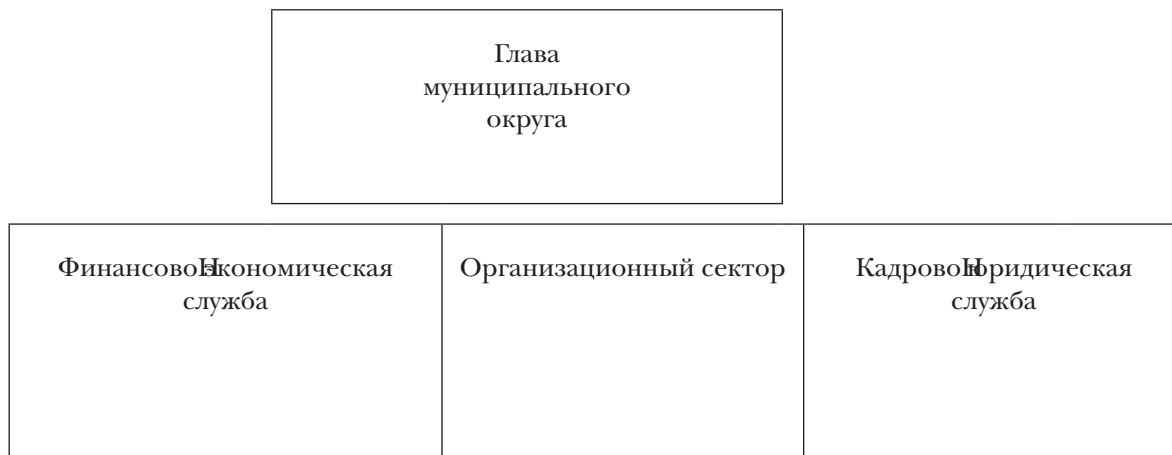 Глава
муниципального
округа
Финансово-экономическая
служба
Организационный сектор
Кадрово-юридическая
служба